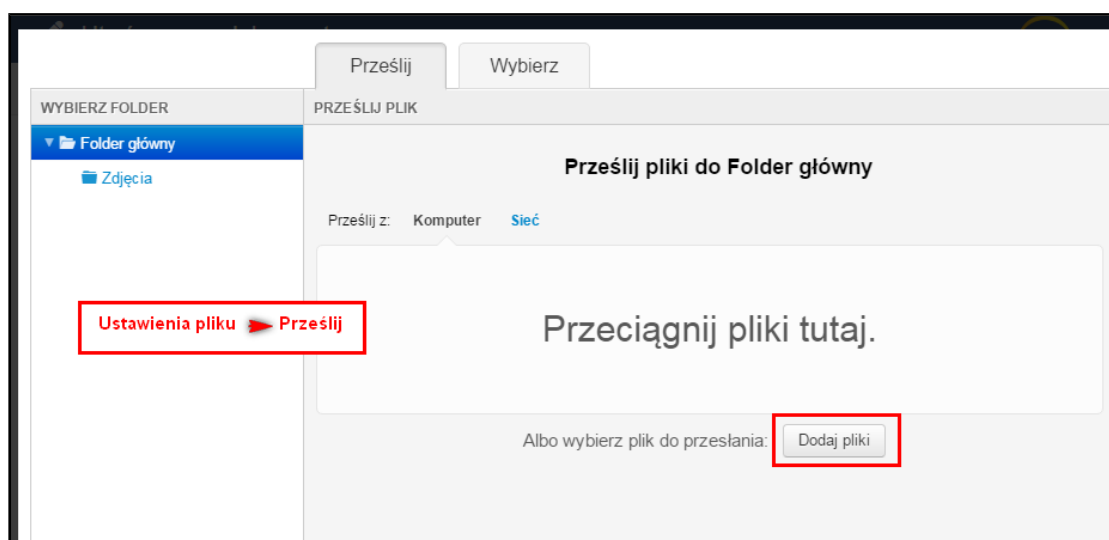 Prześlij Wybierz
WYBIERZ FOLDER
PRZEŚLIJ PLIK
Folder główny
Zdjęcia
Prześlij pliki do Folder główny
Prześlij z: Komputer Sieć
Ustawienia pliku Prześlij
Przeciągnij pliki tutaj.
Albo wybierz plik do przesłania: Dodaj pliki